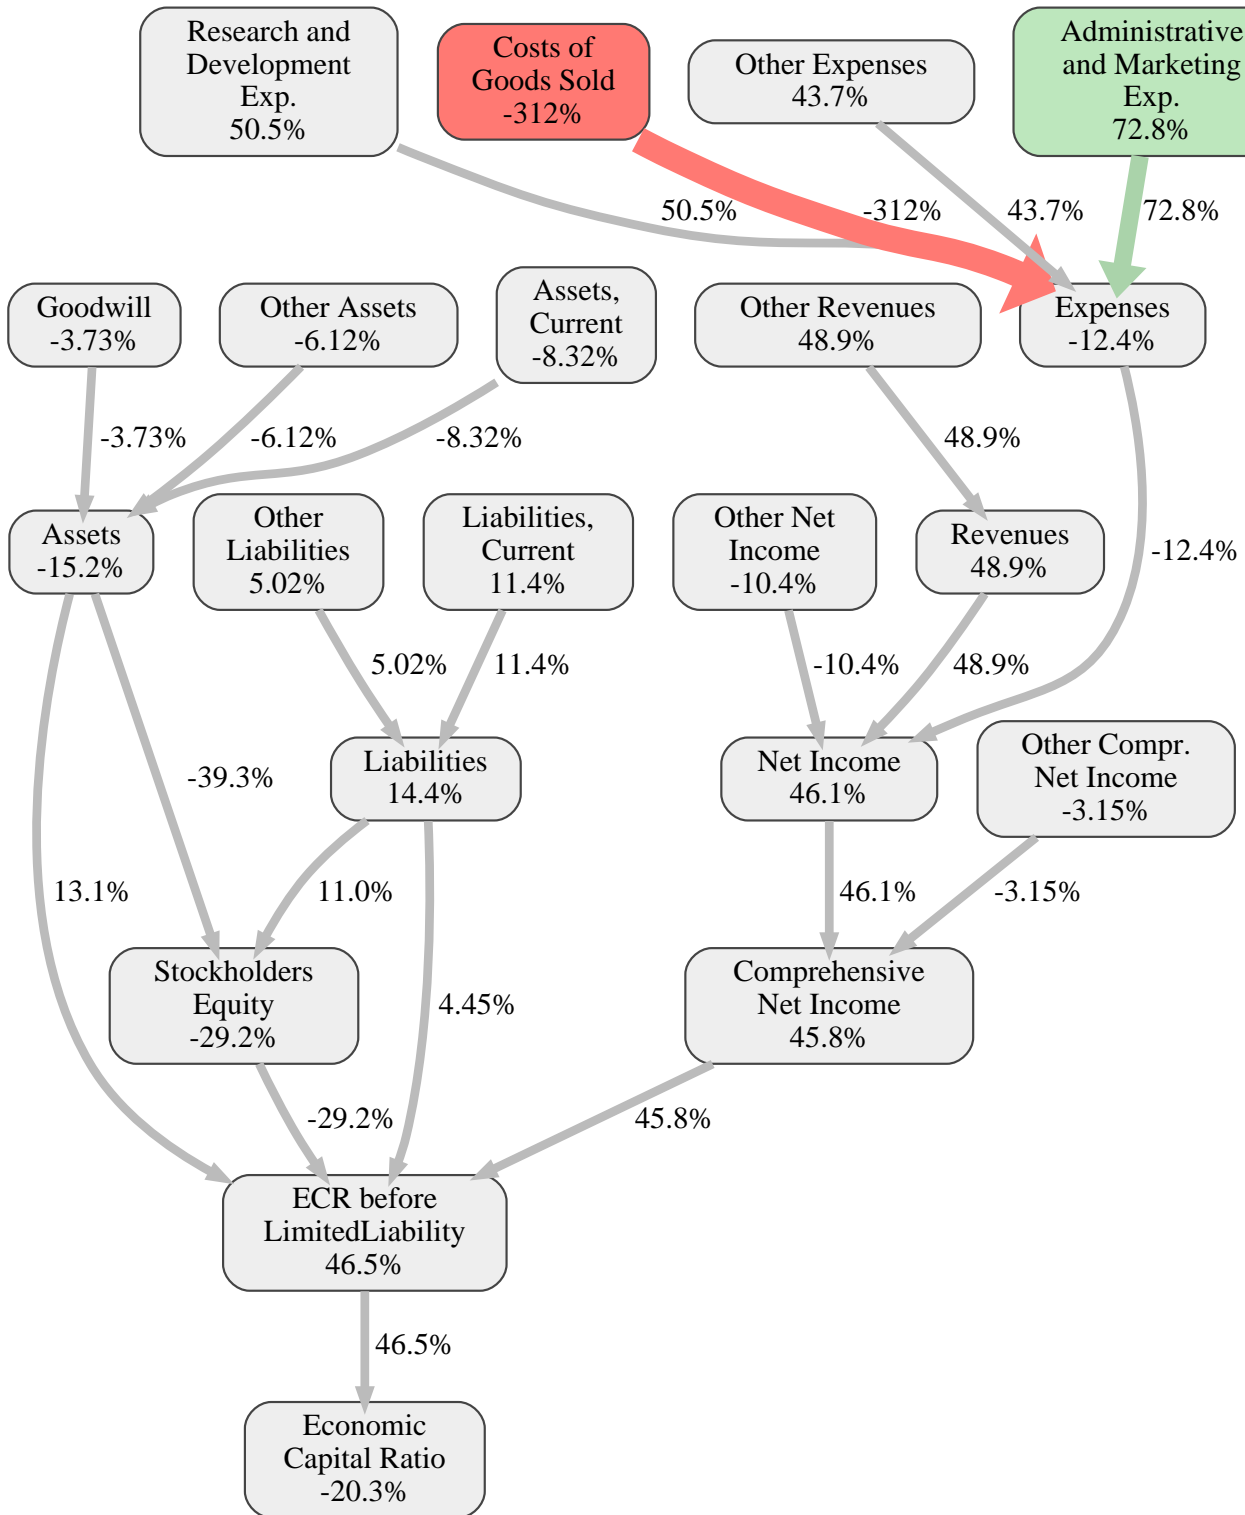 Research and
Development
Exp.
50.5%
Costs of
Goods Sold
-312%
Other Expenses
43.7%
Administrative
and Marketing
Exp.
72.8%
50.5%
-312%
43.7%
72.8%
Goodwill
-3.73%
Other Assets
-6.12%
Assets,
Current
-8.32%
Other Revenues
48.9%
Expenses
-12.4%
-3.73%
-6.12%
-8.32%
48.9%
-12.4%
Assets
-15.2%
Other
Liabilities
5.02%
Liabilities,
Current
11.4%
Other Net
Income
-10.4%
Revenues
48.9%
5.02%
11.4%
-10.4%
48.9%
-39.3%
Liabilities
14.4%
Net Income
46.1%
Other Compr.
Net Income
-3.15%
13.1%
11.0%
46.1%
-3.15%
Stockholders
Equity
-29.2%
4.45%
Comprehensive
Net Income
45.8%
-29.2%
45.8%
ECR before
LimitedLiability
46.5%
46.5%
Economic
Capital Ratio
-20.3%